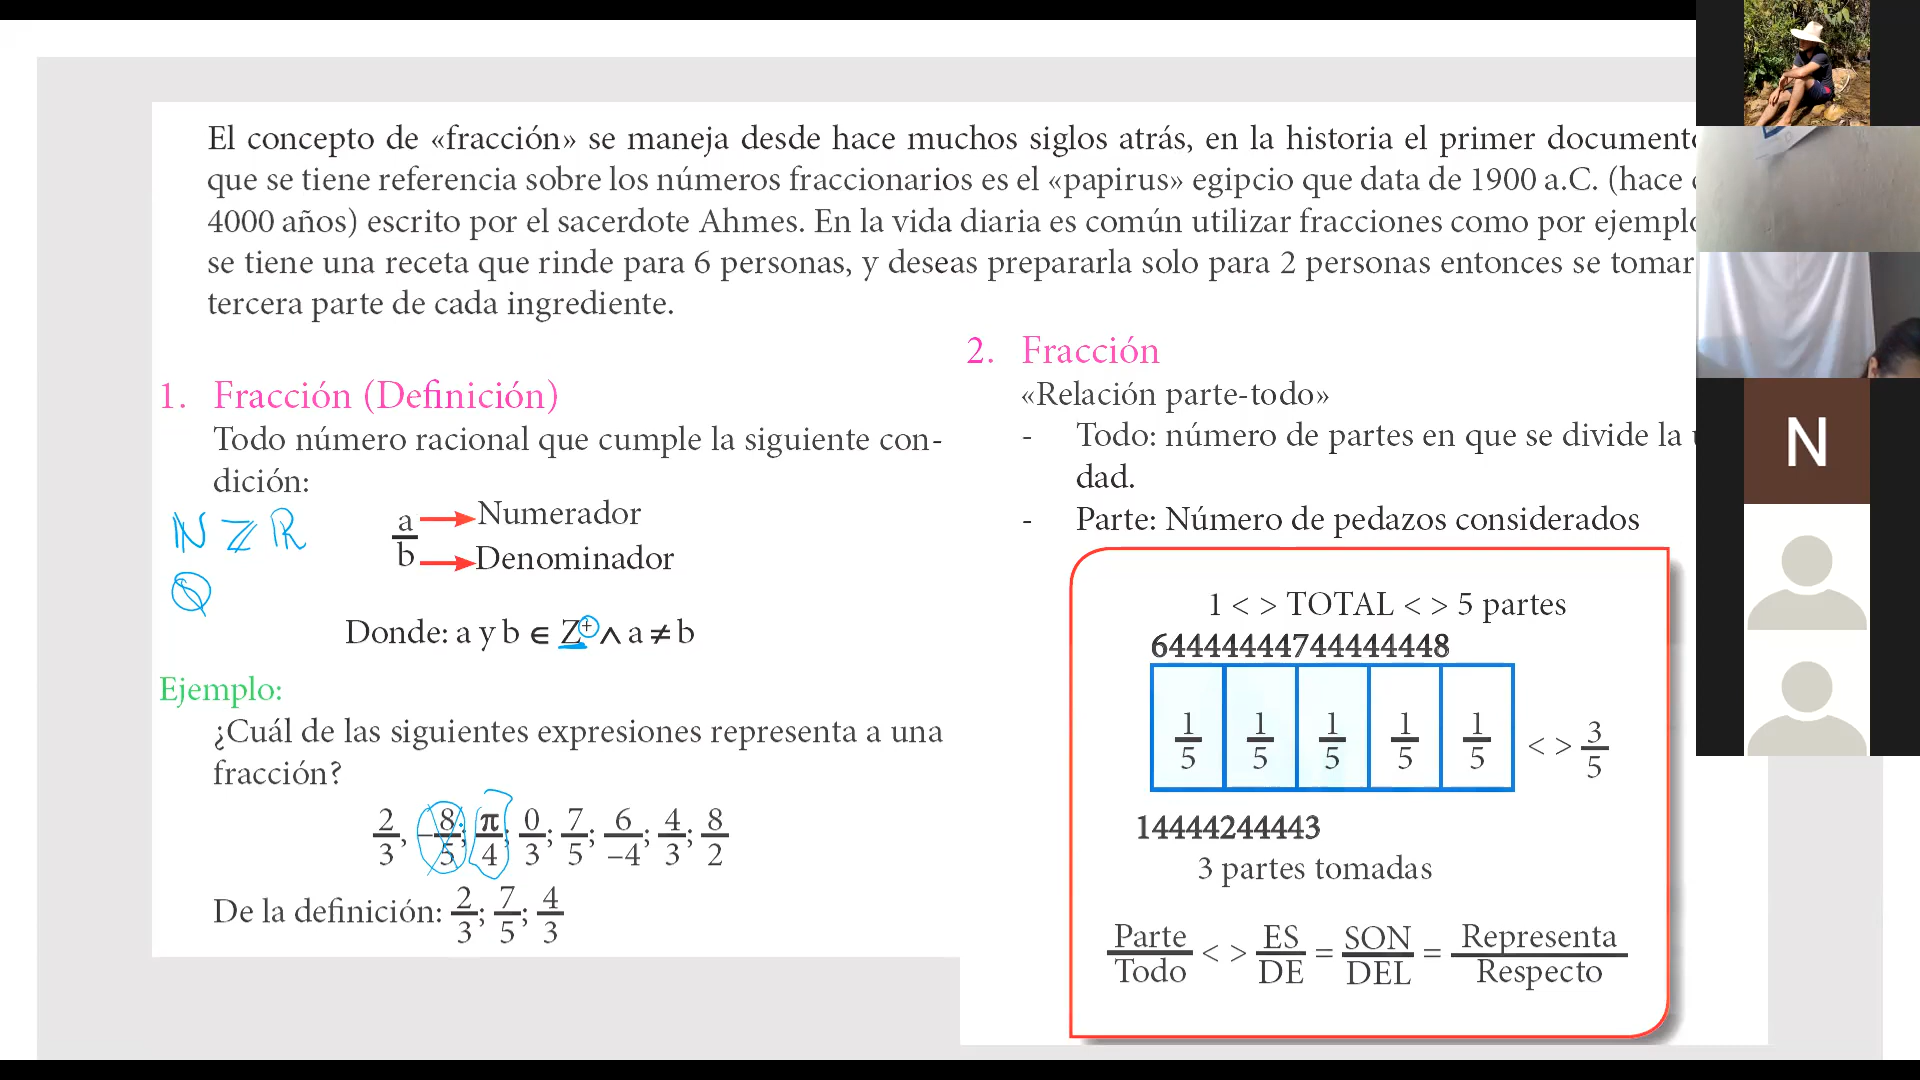 El concepto de «fracción» se maneja desde hace muchos siglos atrás, en la historia el primer documento
que se tiene referencia sobre los números fraccionarios es el «papirus» egipcio que data de 1900 a.C. (hace
4000 años) escrito por el sacerdote Ahmes. En la vida diaria es común utilizar fracciones como por ejemplo
se tiene una receta que rinde para 6 personas, y deseas prepararla solo para 2 personas entonces se tomar
tercera parte de cada ingrediente.
1. Fracción (Definición)
Todo número racional que cumple la siguiente con-
dición:
N Z R
Q
a → Numerador
b → Denominador
Donde: a y b ∈ Z⁺ ∧ a ≠ b
Ejemplo:
¿Cuál de las siguientes expresiones representa a una
fracción?
2/3, –8/5; π/4; 0/3; 7/5; 6/–4; 4/3; 8/2
De la definición: 2/3; 7/5; 4/3
2. Fracción
«Relación parte-todo»
- Todo: número de partes en que se divide la
dad.
- Parte: Número de pedazos considerados
1 < > TOTAL < > 5 partes
64444444744444448
1/5 1/5 1/5 1/5 1/5 < > 3/5
14444244443
3 partes tomadas
Parte/Todo < > ES/DE = SON/DEL = Representa/Respecto
N